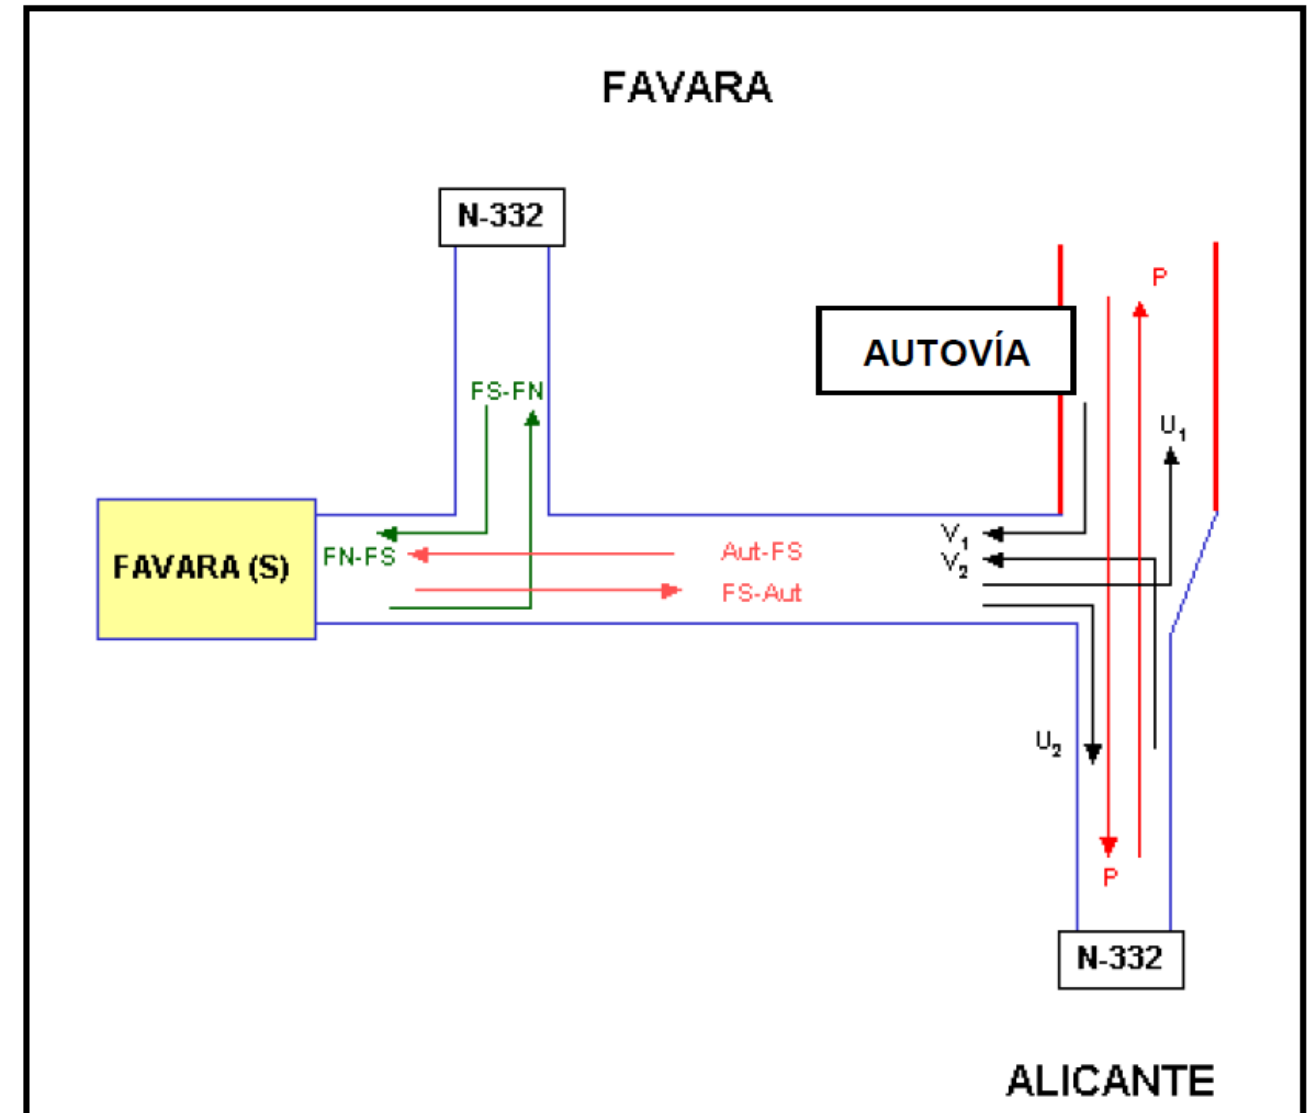 FAVARA
N-332
P
AUTOVÍA
FS-FN
U₁
FAVARA (S)
FN-FS
Aut-FS
V₁
V₂
FS-Aut
U₂
P
N-332
ALICANTE